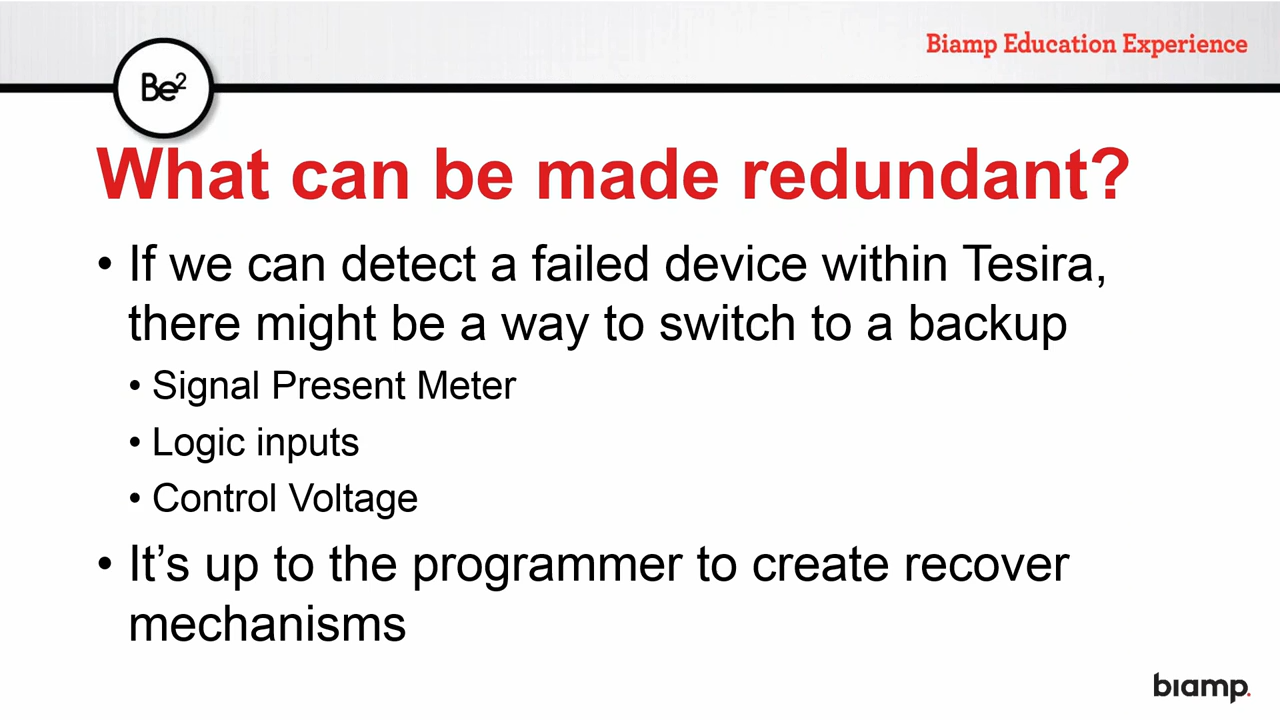 Biamp Education Experience
Be²
What can be made redundant?
• If we can detect a failed device within Tesira,
there might be a way to switch to a backup
• Signal Present Meter
• Logic inputs
• Control Voltage
• It’s up to the programmer to create recover
mechanisms
biamp.